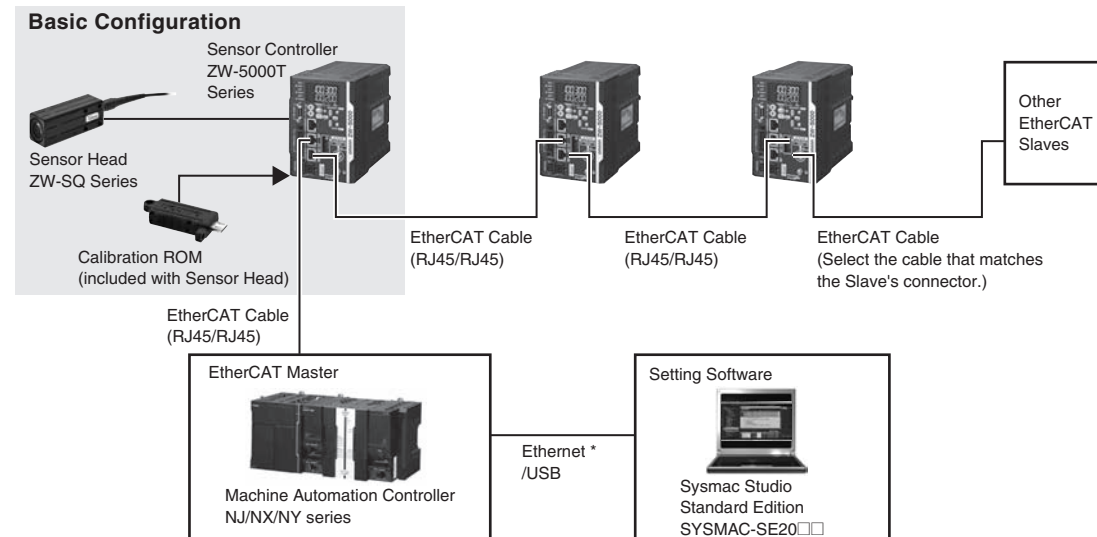 Basic Configuration
Sensor Controller
ZW-5000T
Series
Sensor Head
ZW-SQ Series
Calibration ROM
(included with Sensor Head)
Other
EtherCAT
Slaves
EtherCAT Cable
(RJ45/RJ45)
EtherCAT Cable
(RJ45/RJ45)
EtherCAT Cable
(Select the cable that matches
the Slave's connector.)
EtherCAT Cable
(RJ45/RJ45)
EtherCAT Master
Machine Automation Controller
NJ/NX/NY series
Ethernet *
/USB
Setting Software
Sysmac Studio
Standard Edition
SYSMAC-SE20□□